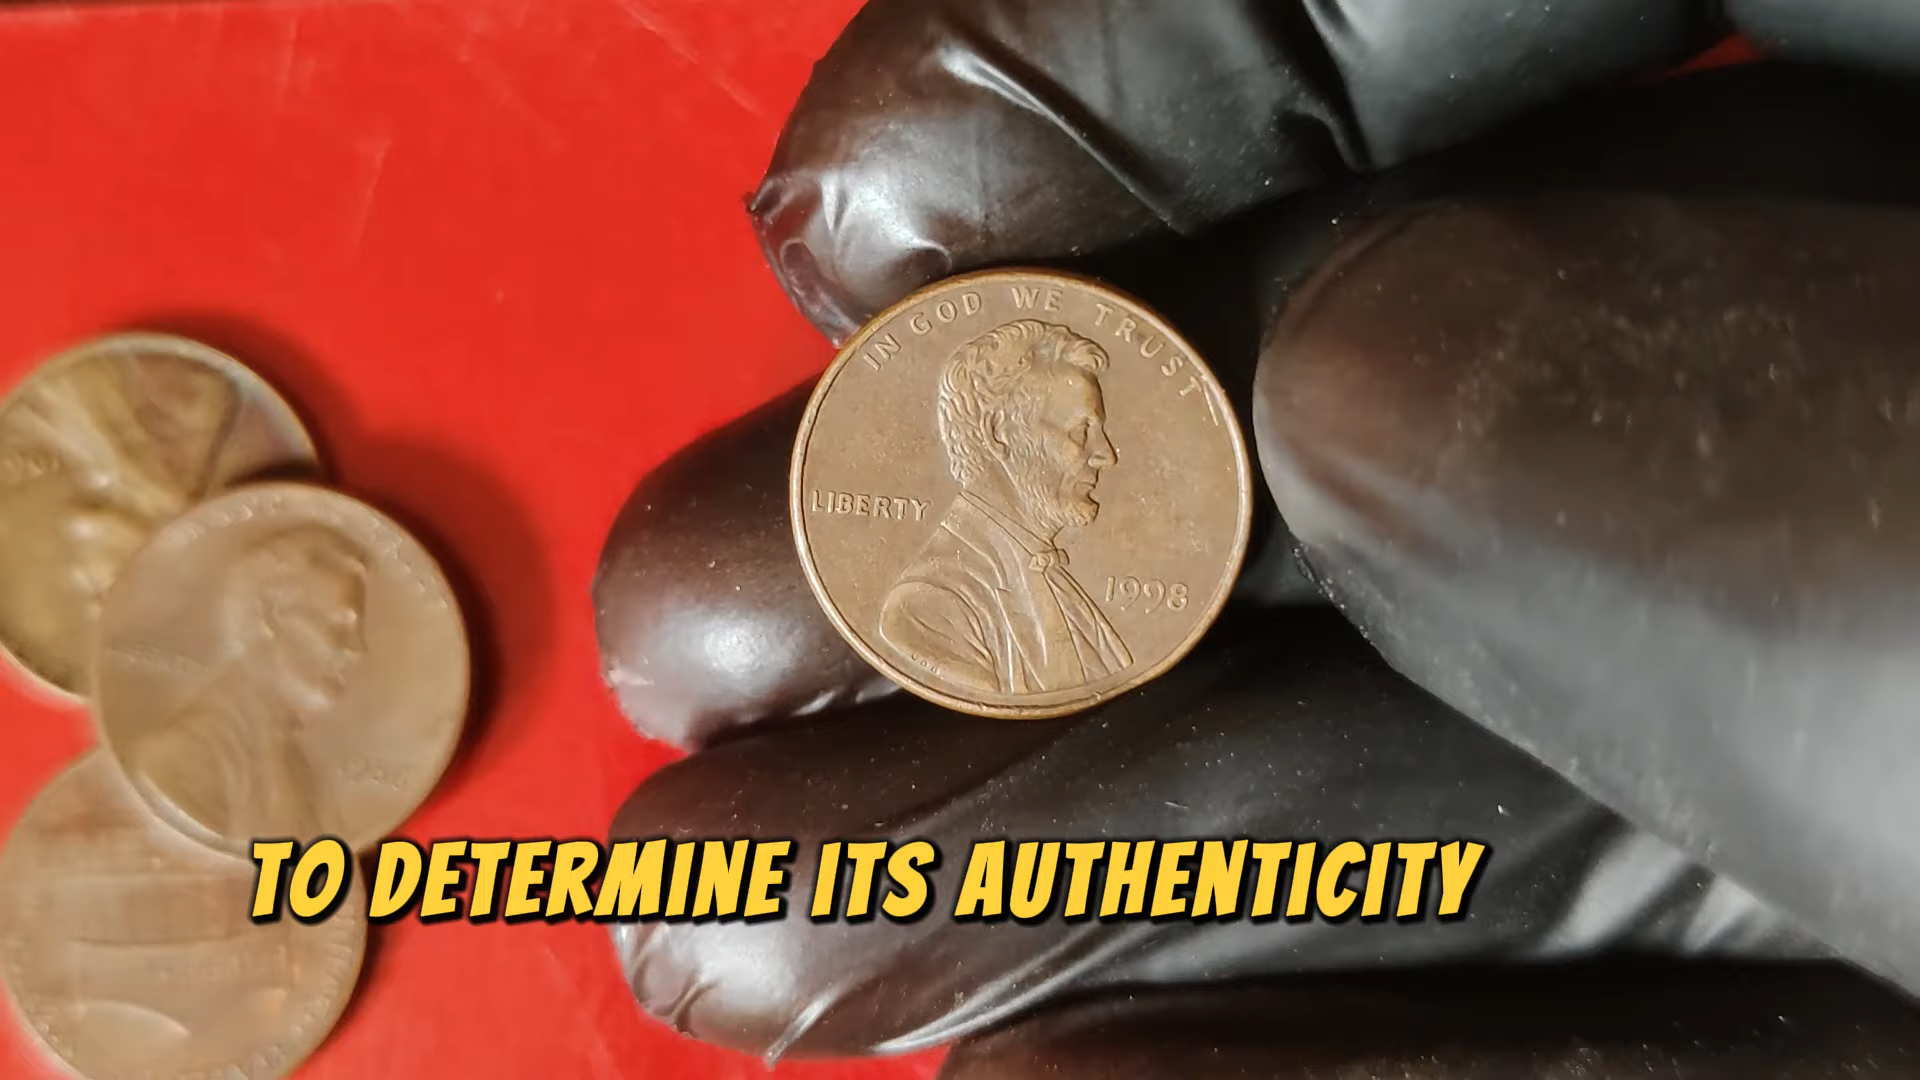 IN GOD WE TRUST
LIBERTY
1998
TO DETERMINE ITS AUTHENTICITY